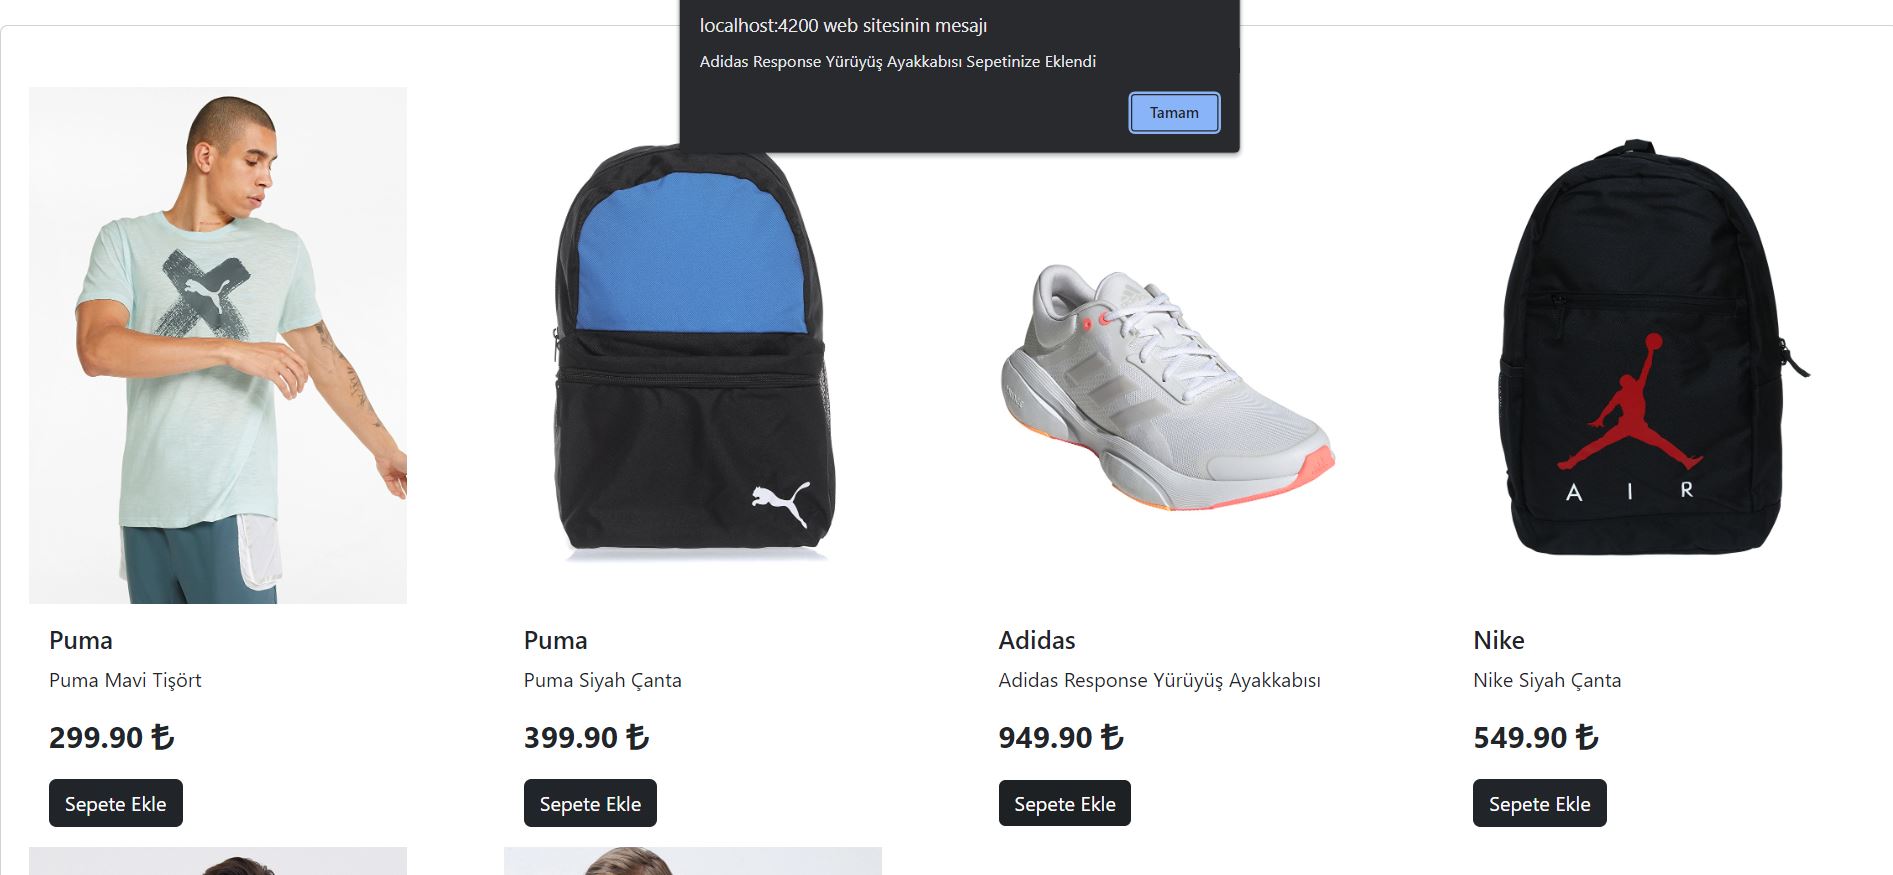 localhost:4200 web sitesinin mesajı
Adidas Response Yürüyüş Ayakkabısı Sepetinize Eklendi
Tamam
A I R
Puma
Puma Mavi Tişört
299.90 ₺
Sepete Ekle
Puma
Puma Siyah Çanta
399.90 ₺
Sepete Ekle
Adidas
Adidas Response Yürüyüş Ayakkabısı
949.90 ₺
Sepete Ekle
Nike
Nike Siyah Çanta
549.90 ₺
Sepete Ekle